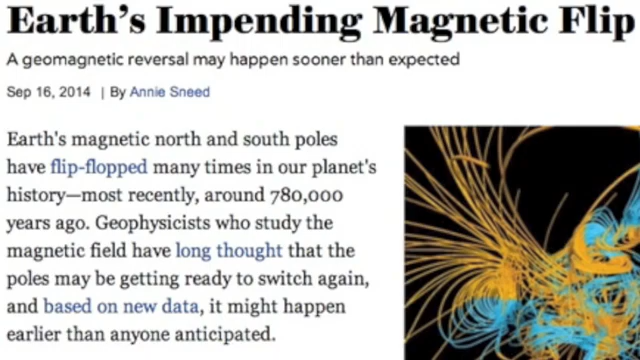 Earth's Impending Magnetic Flip
A geomagnetic reversal may happen sooner than expected
Sep 16, 2014 | By Annie Sneed
Earth's magnetic north and south poles
have flip-flopped many times in our planet's
history—most recently, around 780,000
years ago. Geophysicists who study the
magnetic field have long thought that the
poles may be getting ready to switch again,
and based on new data, it might happen
earlier than anyone anticipated.